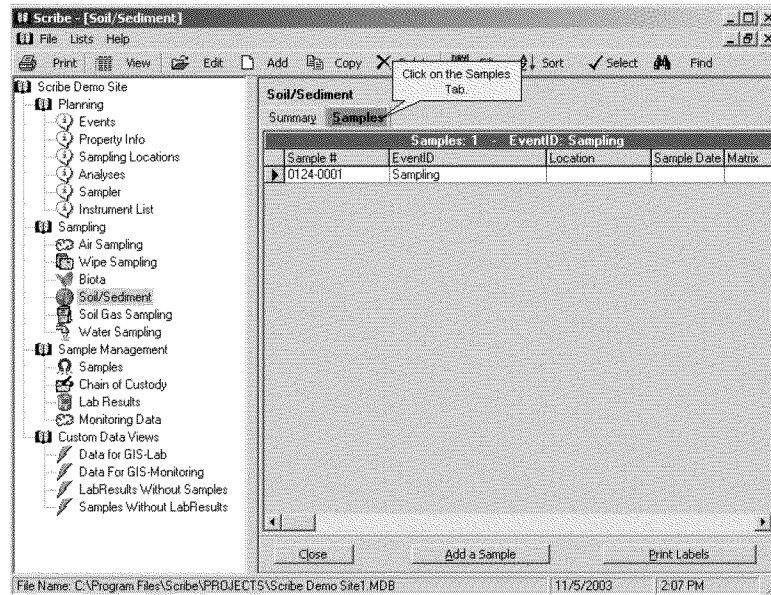 Scribe - [Soil/Sediment]
File Lists Help
Print View Edit Add Copy Sort Select Find
Click on the Samples
Tab.
Scribe Demo Site
Planning
Events
Property Info
Sampling Locations
Analyses
Sampler
Instrument List
Sampling
Air Sampling
Wipe Sampling
Biota
Soil/Sediment
Soil Gas Sampling
Water Sampling
Sample Management
Samples
Chain of Custody
Lab Results
Monitoring Data
Custom Data Views
Data for GIS-Lab
Data For GIS-Monitoring
LabResults Without Samples
Samples Without LabResults
Soil/Sediment
Summary Samples
Samples: 1 - EventID: Sampling
Sample # EventID Location Sample Date Matrix
0124-0001 Sampling
Close Add a Sample Print Labels
File Name: C:\Program Files\Scribe\PROJECTS\Scribe Demo Site1.MDB 11/5/2003 2:07 PM